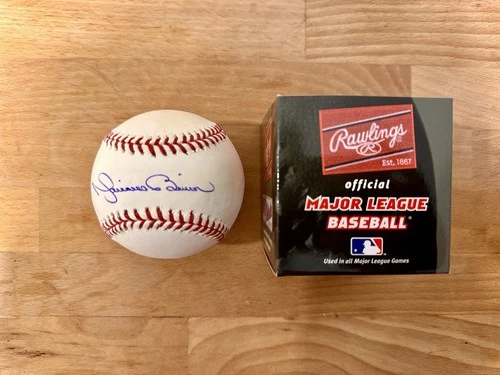 Rawlings
Est. 1887
official
MAJOR LEAGUE
BASEBALL®
Used in all Major League Games